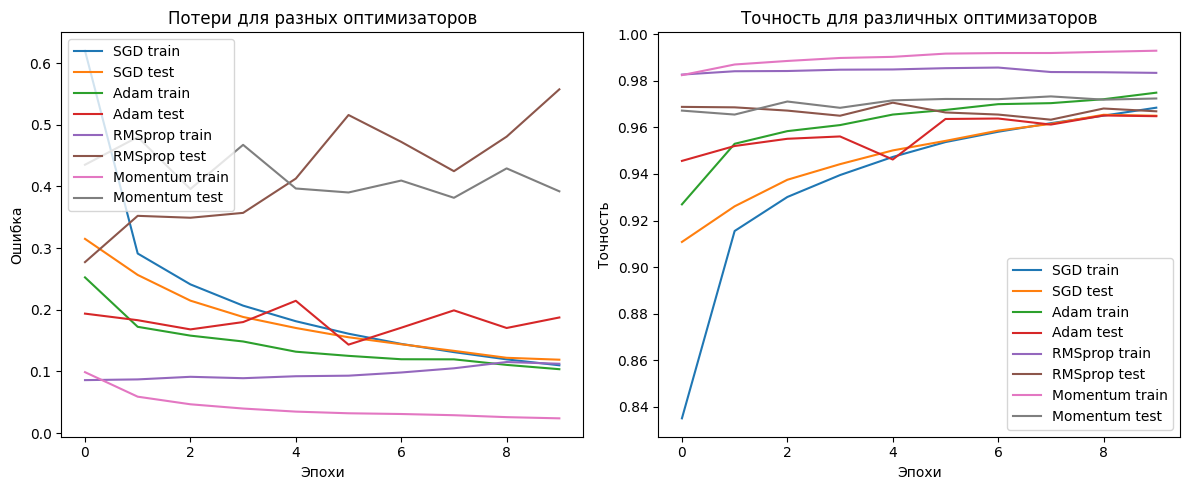 Потери для разных оптимизаторов
SGD train
SGD test
Adam train
Adam test
RMSprop train
RMSprop test
Momentum train
Momentum test
0.6
0.5
0.4
0.3
0.2
0.1
0.0
Ошибка
0 2 4 6 8
Эпохи
Точность для различных оптимизаторов
1.00
0.98
0.96
0.94
0.92
0.90
0.88
0.86
0.84
Точность
SGD train
SGD test
Adam train
Adam test
RMSprop train
RMSprop test
Momentum train
Momentum test
0 2 4 6 8
Эпохи